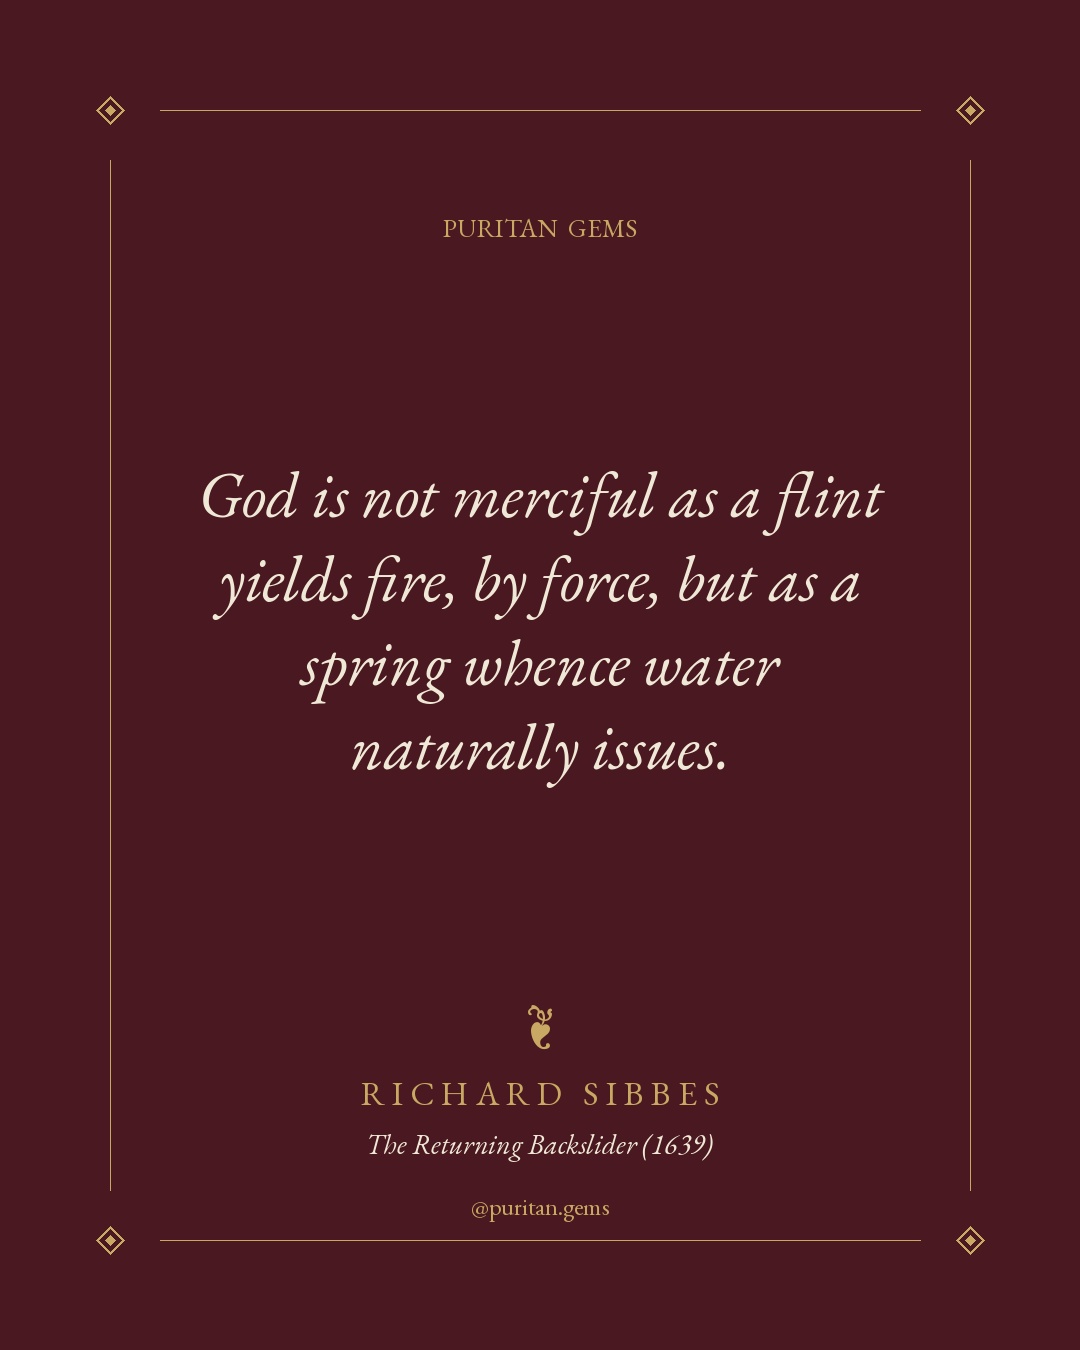 PURITAN GEMS
God is not merciful as a flint
yields fire, by force, but as a
spring whence water
naturally issues.
RICHARD SIBBES
The Returning Backslider (1639)
@puritan.gems